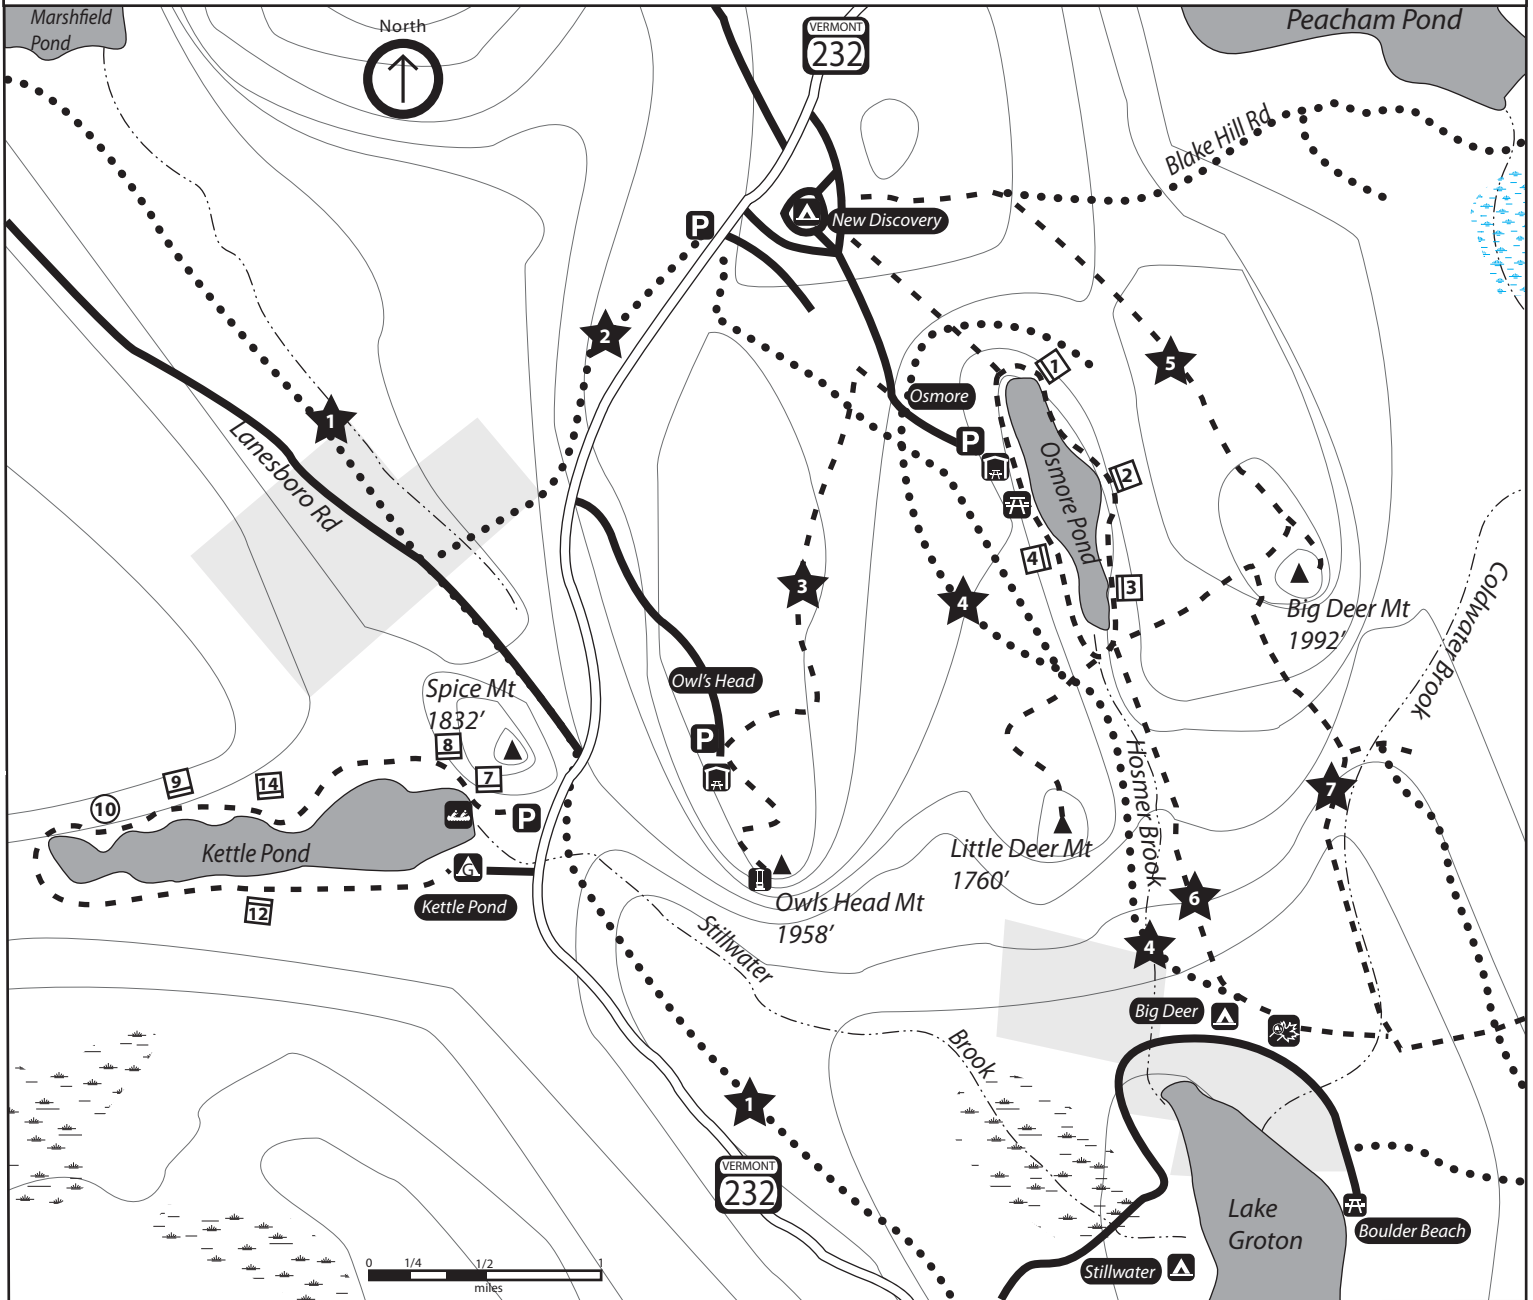 Marshfield
Pond
North
VERMONT
232
Peacham Pond
Blake Hill Rd
P
New Discovery
2
5
1
Osmore
1
P
Lanesboro Rd
Osmore Pond
2
4
3
3
4
Big Deer Mt
1992’
Coldwater Brook
Owl’s Head
Spice Mt
1832’
8
P
7
9
14
10
P
7
Hosmer Brook
Kettle Pond
Little Deer Mt
1760’
G
Kettle Pond
12
Owls Head Mt
1958’
6
4
Stillwater
Brook
Big Deer
1
VERMONT
232
Lake
Groton
Boulder Beach
Stillwater
0 1/4 1/2 1
miles